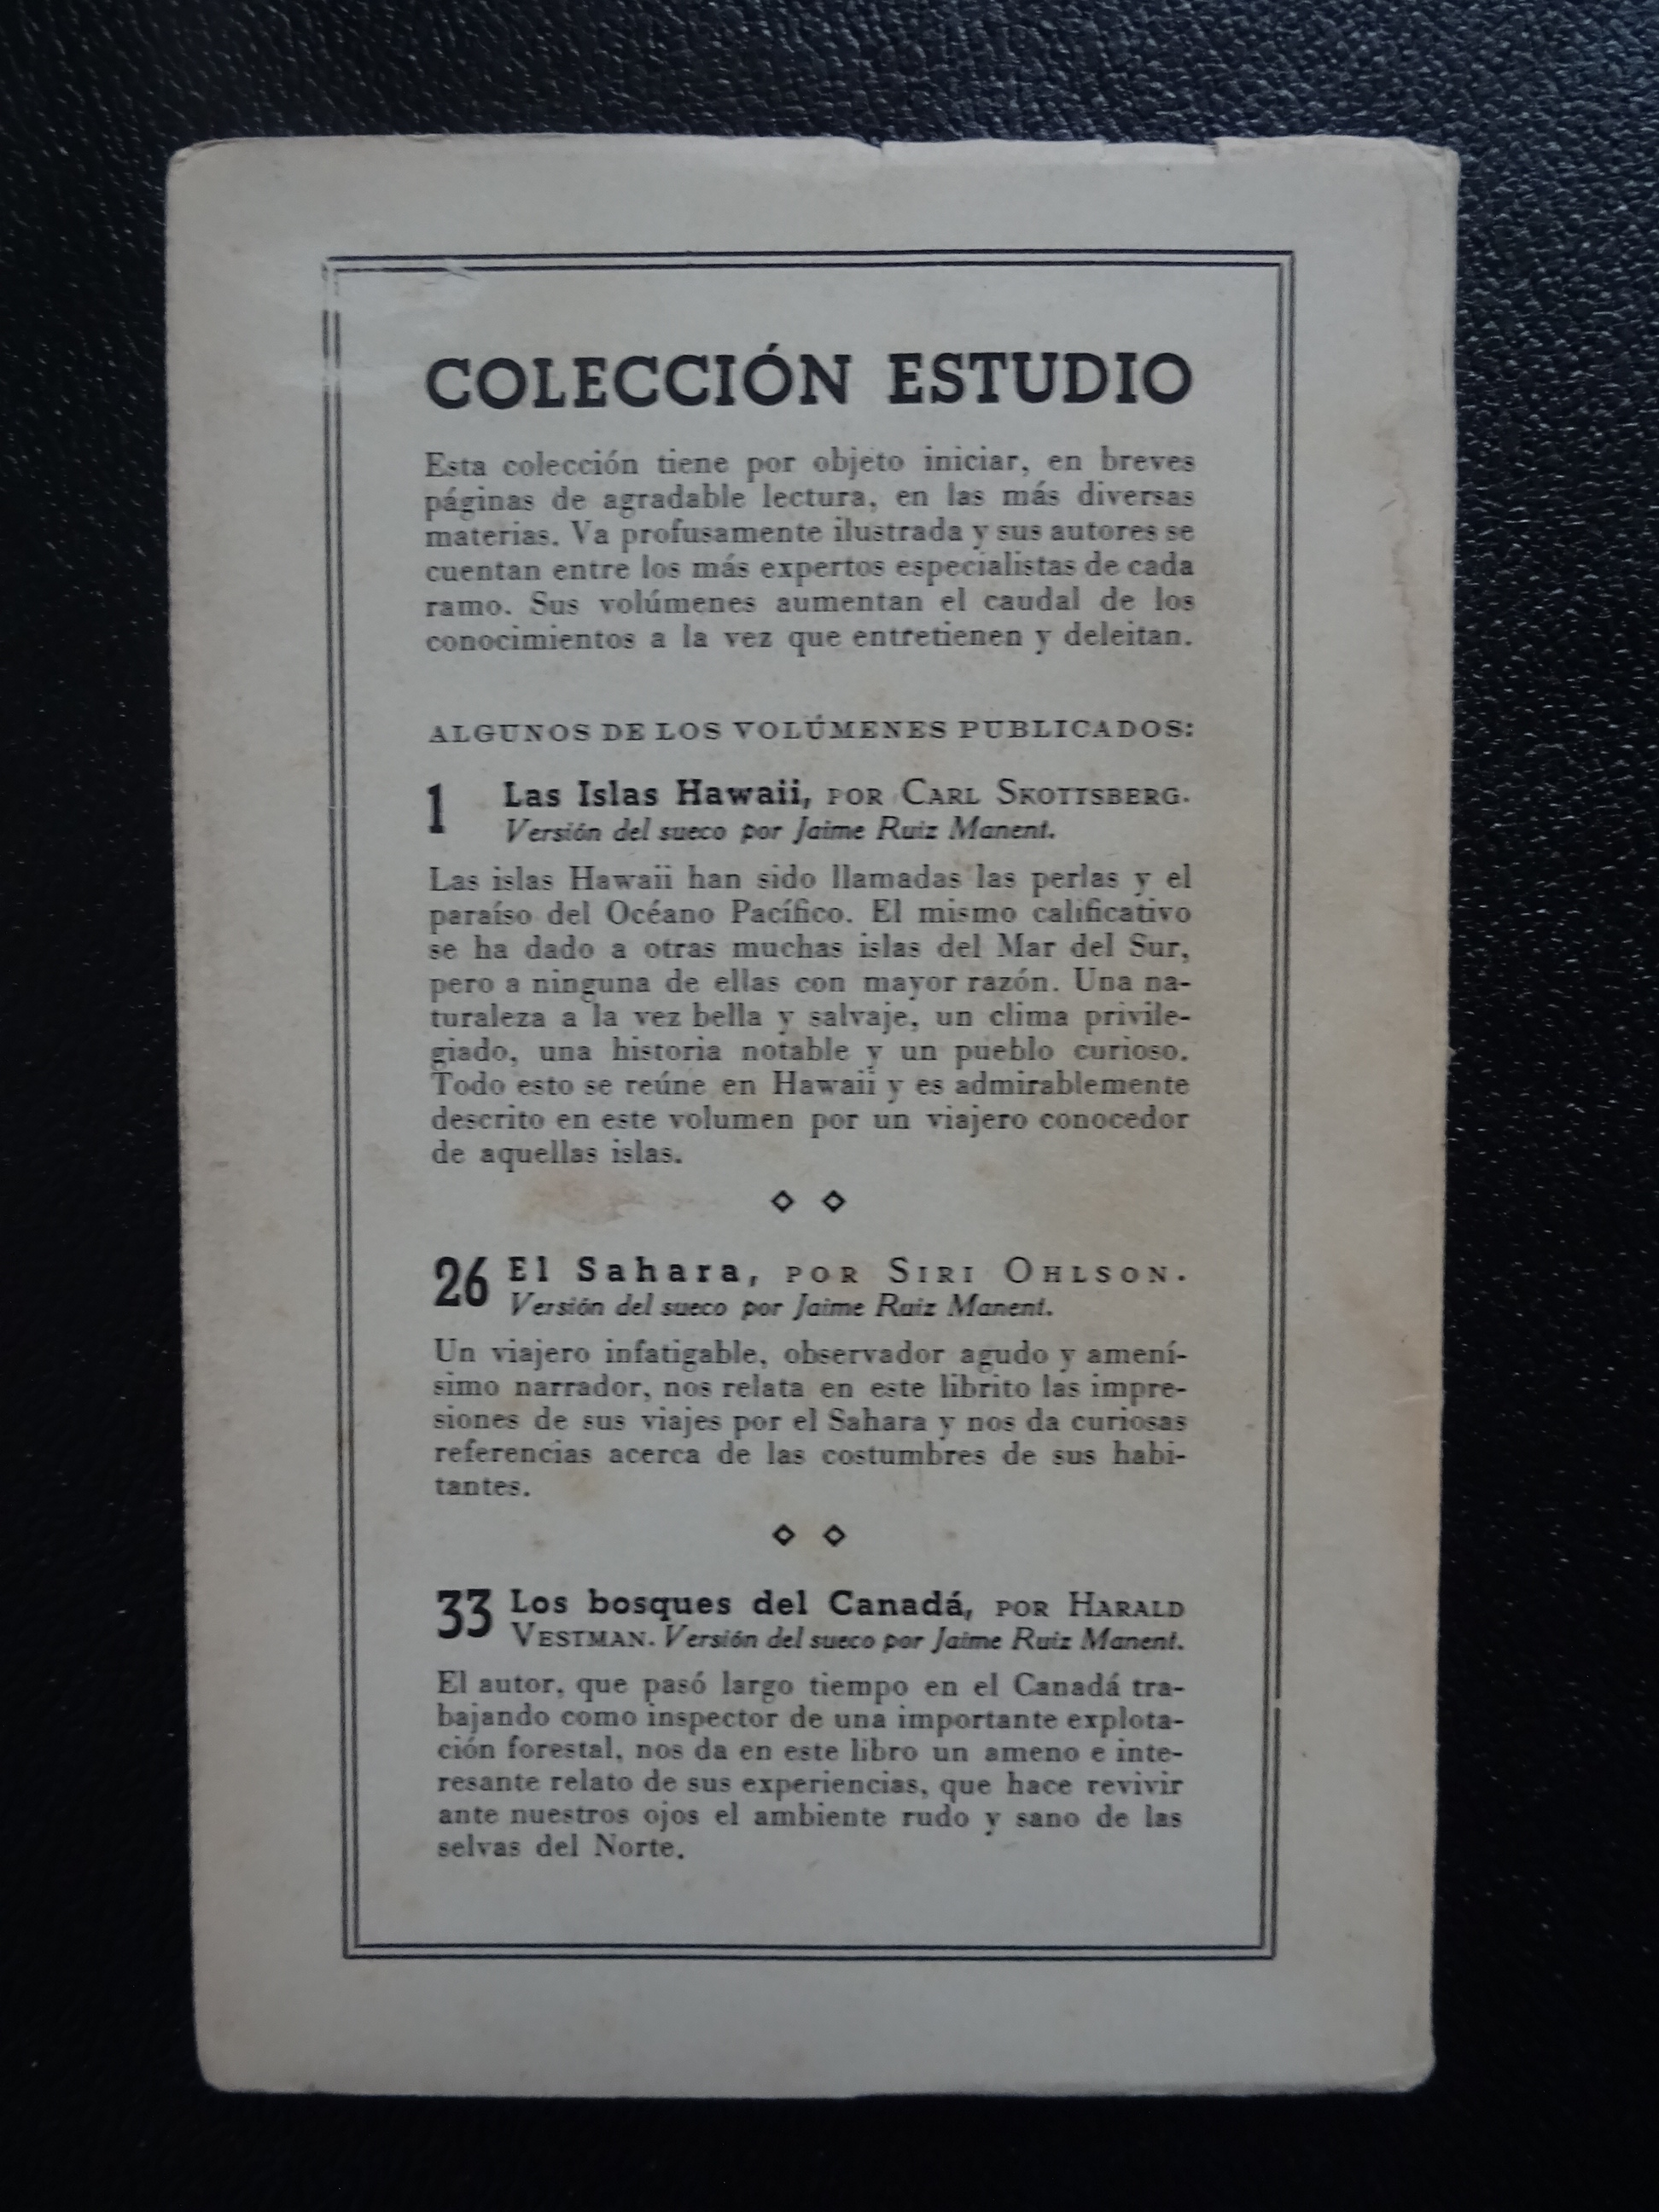 COLECCIÓN ESTUDIO
Esta colección tiene por objeto iniciar, en breves
páginas de agradable lectura, en las más diversas
materias. Va profusamente ilustrada y sus autores se
cuentan entre los más expertos especialistas de cada
ramo. Sus volúmenes aumentan el caudal de los
conocimientos a la vez que entretienen y deleitan.
ALGUNOS DE LOS VOLÚMENES PUBLICADOS:
1 Las Islas Hawaii, POR CARL SKOTTSBERG.
Versión del sueco por Jaime Ruiz Manent.
Las islas Hawaii han sido llamadas las perlas y el
paraíso del Océano Pacífico. El mismo calificativo
se ha dado a otras muchas islas del Mar del Sur,
pero a ninguna de ellas con mayor razón. Una na-
turaleza a la vez bella y salvaje, un clima privile-
giado, una historia notable y un pueblo curioso.
Todo esto se reúne en Hawaii y es admirablemente
descrito en este volumen por un viajero conocedor
de aquellas islas.
26 El Sahara, POR SIRI OHLSON.
Versión del sueco por Jaime Ruiz Manent.
Un viajero infatigable, observador agudo y amení-
simo narrador, nos relata en este librito las impre-
siones de sus viajes por el Sahara y nos da curiosas
referencias acerca de las costumbres de sus habi-
tantes.
33 Los bosques del Canadá, POR HARALD
VESTMAN. Versión del sueco por Jaime Ruiz Manent.
El autor, que pasó largo tiempo en el Canadá tra-
bajando como inspector de una importante explota-
ción forestal, nos da en este libro un ameno e inte-
resante relato de sus experiencias, que hace revivir
ante nuestros ojos el ambiente rudo y sano de las
selvas del Norte.